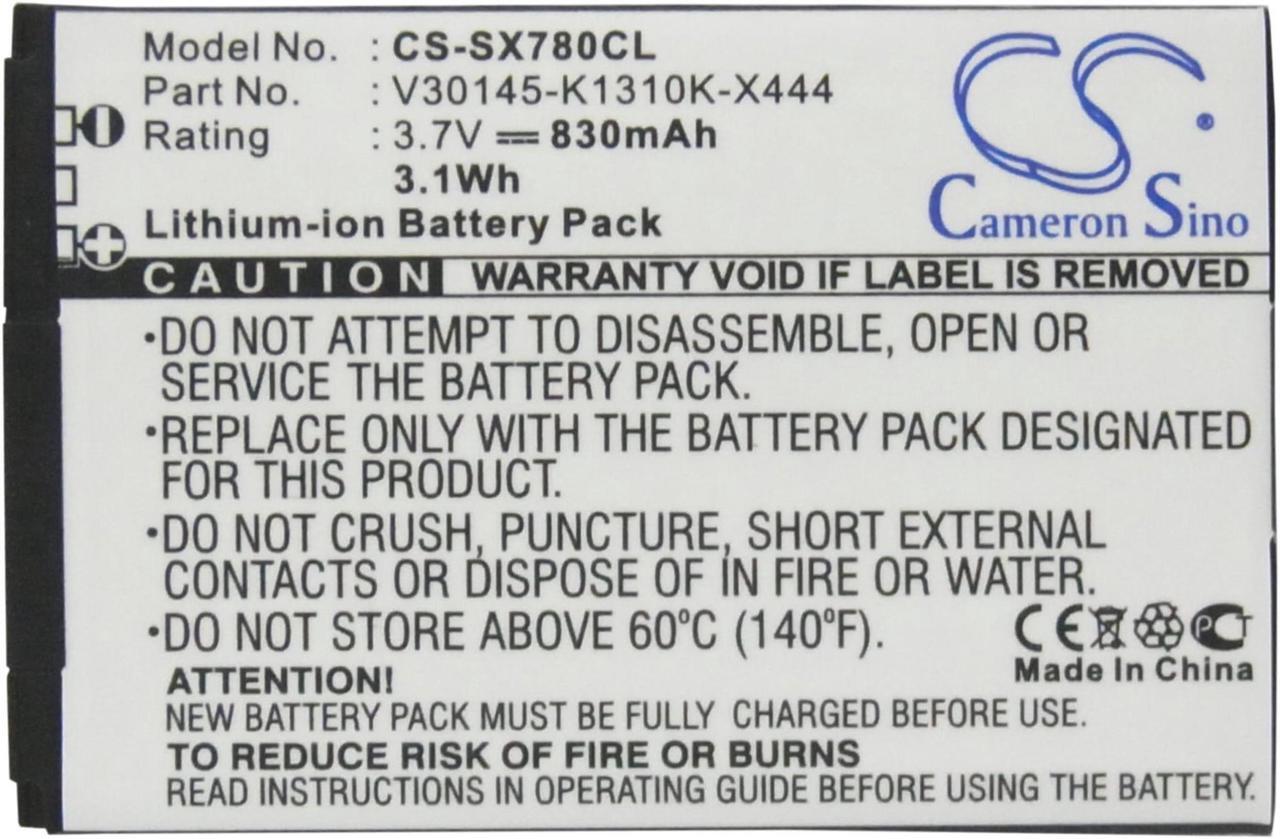 Model No. : CS-SX780CL
Part No. : V30145-K1310K-X444
Rating : 3.7V ⎓ 830mAh
3.1Wh
Lithium-ion Battery Pack
CS ®
Cameron Sino
CAUTION WARRANTY VOID IF LABEL IS REMOVED
•DO NOT ATTEMPT TO DISASSEMBLE, OPEN OR
SERVICE THE BATTERY PACK.
•REPLACE ONLY WITH THE BATTERY PACK DESIGNATED
FOR THIS PRODUCT.
•DO NOT CRUSH, PUNCTURE, SHORT EXTERNAL
CONTACTS OR DISPOSE OF IN FIRE OR WATER.
•DO NOT STORE ABOVE 60ºC (140ºF).
CE PCT
Made In China
ATTENTION!
NEW BATTERY PACK MUST BE FULLY CHARGED BEFORE USE.
TO REDUCE RISK OF FIRE OR BURNS
READ INSTRUCTIONS IN OPERATING GUIDE BEFORE USING THE BATTERY.